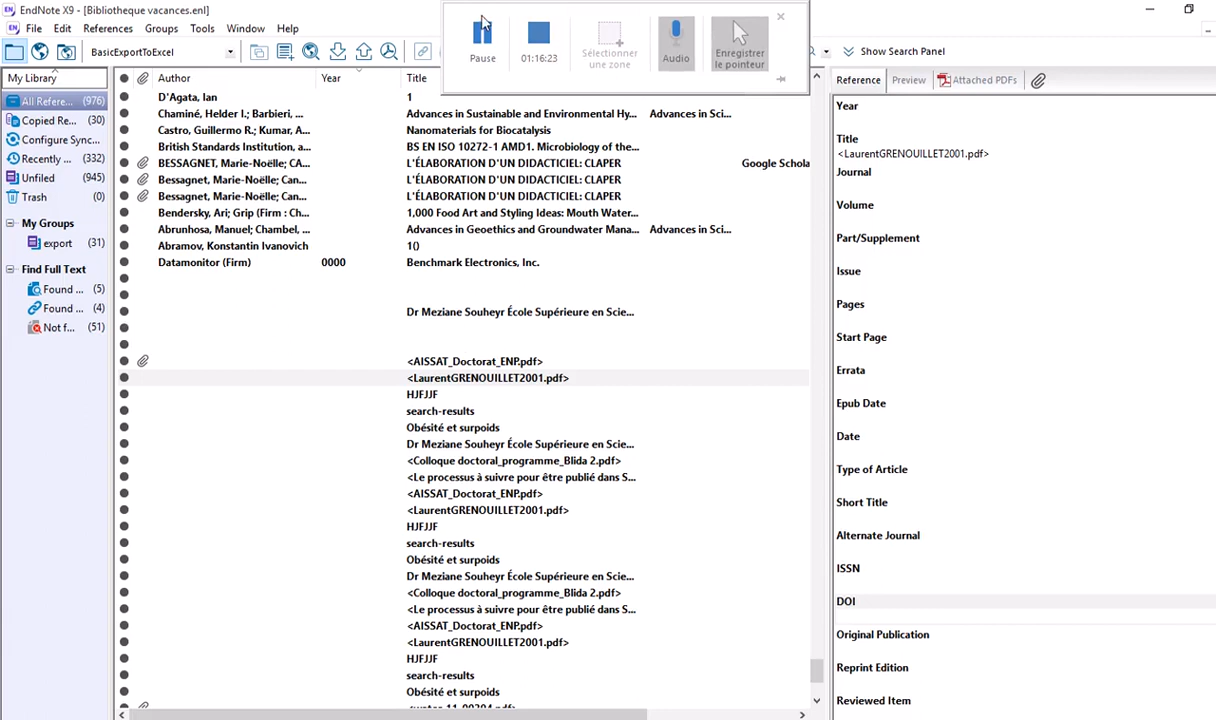 EndNote X9 - [Bibliotheque vacances.enl]
File Edit References Groups Tools Window Help
BasicExportToExcel
Pause
01:16:23
Sélectionner
une zone
Audio
Enregistrer
le pointeur
Show Search Panel
My Library
All Refere... (976)
Copied Re... (30)
Configure Sync...
Recently ... (332)
Unfiled (945)
Trash (0)
My Groups
export (31)
Find Full Text
Found ... (5)
Found ... (4)
Not f... (51)
Author Year Title
D'Agata, Ian 1
Chaminé, Helder I.; Barbieri, ... Advances in Sustainable and Environmental Hy... Advances in Sci...
Castro, Guillermo R.; Kumar, A... Nanomaterials for Biocatalysis
British Standards Institution, a... BS EN ISO 10272-1 AMD1. Microbiology of the...
BESSAGNET, Marie-Noëlle; CA... L'ÉLABORATION D'UN DIDACTICIEL: CLAPER Google Schola
Bessagnet, Marie-Noëlle; Can... L'ÉLABORATION D'UN DIDACTICIEL: CLAPER
Bessagnet, Marie-Noëlle; Can... L'ÉLABORATION D'UN DIDACTICIEL: CLAPER
Bendersky, Ari; Grip (Firm : Ch... 1,000 Food Art and Styling Ideas: Mouth Water...
Abrunhosa, Manuel; Chambel, ... Advances in Geoethics and Groundwater Mana... Advances in Sci...
Abramov, Konstantin Ivanovich 1()
Datamonitor (Firm) 0000 Benchmark Electronics, Inc.
Dr Meziane Souheyr École Supérieure en Scie...
<AISSAT_Doctorat_ENP.pdf>
<LaurentGRENOUILLET2001.pdf>
HJFJJF
search-results
Obésité et surpoids
Dr Meziane Souheyr École Supérieure en Scie...
<Colloque doctoral_programme_Blida 2.pdf>
<Le processus à suivre pour être publié dans S...
<AISSAT_Doctorat_ENP.pdf>
<LaurentGRENOUILLET2001.pdf>
HJFJJF
search-results
Obésité et surpoids
Dr Meziane Souheyr École Supérieure en Scie...
<Colloque doctoral_programme_Blida 2.pdf>
<Le processus à suivre pour être publié dans S...
<AISSAT_Doctorat_ENP.pdf>
<LaurentGRENOUILLET2001.pdf>
HJFJJF
search-results
Obésité et surpoids
Reference Preview Attached PDFs
Year
Title
<LaurentGRENOUILLET2001.pdf>
Journal
Volume
Part/Supplement
Issue
Pages
Start Page
Errata
Epub Date
Date
Type of Article
Short Title
Alternate Journal
ISSN
DOI
Original Publication
Reprint Edition
Reviewed Item